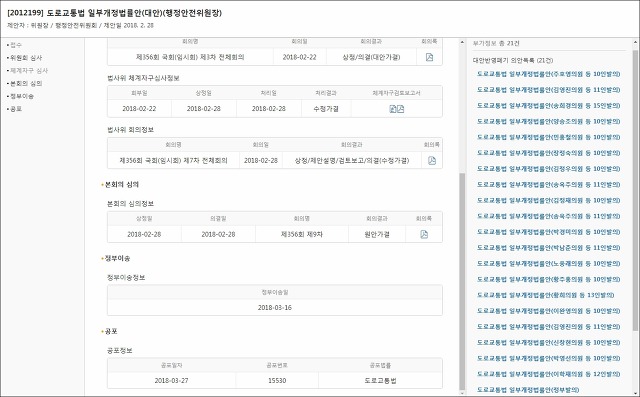 [2012199] 도로교통법 일부개정법률안(대안)(행정안전위원장)
제안자 : 위원장 / 행정안전위원회 / 제안일 2018. 2. 28
접수
위원회 심사
체계자구 심사
본회의 심의
정부이송
공포
회의명 회의일 회의결과 회의록
제356회 국회(임시회) 제3차 전체회의 2018-02-22 상정/의결(대안가결)
법사위 체계자구심사정보
회부일 상정일 처리일 처리결과 체계자구검토보고서
2018-02-22 2018-02-28 2018-02-28 수정가결
법사위 회의정보
회의명 회의일 회의결과 회의록
제356회 국회(임시회) 제7차 전체회의 2018-02-28 상정/제안설명/검토보고/의결(수정가결)
본회의 심의
본회의 심의정보
상정일 의결일 회의명 회의결과 회의록
2018-02-28 2018-02-28 제356회 제9차 원안가결
정부이송
정부이송정보
정부이송일
2018-03-16
공포
공포정보
공포일자 공포번호 공포법률
2018-03-27 15530 도로교통법
부가정보 총 21건
대안반영폐기 의안목록 (21건)
도로교통법 일부개정법률안(주호영의원 등 10인발의)
도로교통법 일부개정법률안(김영진의원 등 11인발의)
도로교통법 일부개정법률안(송희경의원 등 15인발의)
도로교통법 일부개정법률안(양승조의원 등 10인발의)
도로교통법 일부개정법률안(민홍철의원 등 10인발의)
도로교통법 일부개정법률안(장정숙의원 등 10인발의)
도로교통법 일부개정법률안(김정우의원 등 10인발의)
도로교통법 일부개정법률안(송옥주의원 등 11인발의)
도로교통법 일부개정법률안(김정재의원 등 10인발의)
도로교통법 일부개정법률안(송옥주의원 등 11인발의)
도로교통법 일부개정법률안(박경미의원 등 10인발의)
도로교통법 일부개정법률안(박남춘의원 등 11인발의)
도로교통법 일부개정법률안(노웅래의원 등 10인발의)
도로교통법 일부개정법률안(황주홍의원 등 10인발의)
도로교통법 일부개정법률안(황희의원 등 13인발의)
도로교통법 일부개정법률안(이완영의원 등 10인발의)
도로교통법 일부개정법률안(김영진의원 등 11인발의)
도로교통법 일부개정법률안(신창현의원 등 10인발의)
도로교통법 일부개정법률안(박영선의원 등 10인발의)
도로교통법 일부개정법률안(이학재의원 등 12인발의)
도로교통법 일부개정법률안(정부발의)